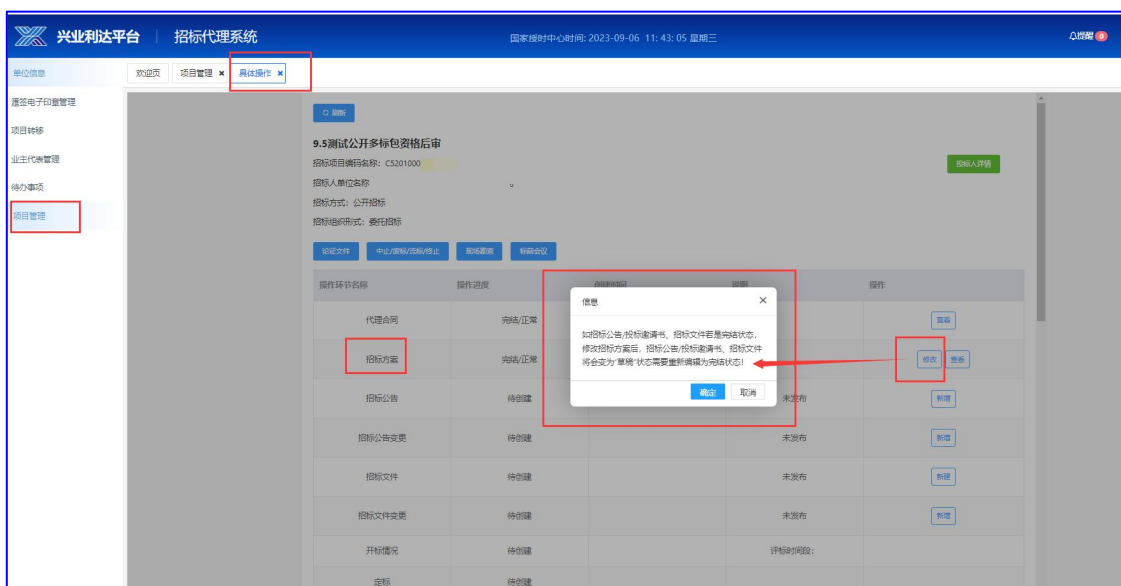 兴业利达平台 招标代理系统 国家授时中心时间: 2023-09-06 11:43:05 星期三 提醒 0
单位信息 欢迎页 项目管理 × 具体操作 ×
屋签电子印章管理
项目转移
业主代表管理
待办事项
项目管理
刷新
9.5测试公开多标包资格后审
招标项目编码名称: C5201000
投标人详情
招标人单位名称
招标方式: 公开招标
招标组织形式: 委托招标
论证文件 中止/废标/流标/终止 现场踏勘 标前会议
操作环节名称 操作进度 创建时间 说明 操作
代理合同 完结/正常 查看
招标方案 完结/正常 修改 查看
信息 ×
如招标公告/投标邀请书、招标文件若是完结状态，
修改招标方案后，招标公告/投标邀请书、招标文件
将会变为"草稿"状态需要重新编辑为完结状态！
确定 取消
招标公告 待创建 未发布 新增
招标公告变更 待创建 未发布 新增
招标文件 待创建 未发布 新建
招标文件变更 待创建 未发布 新增
开标情况 待创建 评标时间段:
定标 待创建